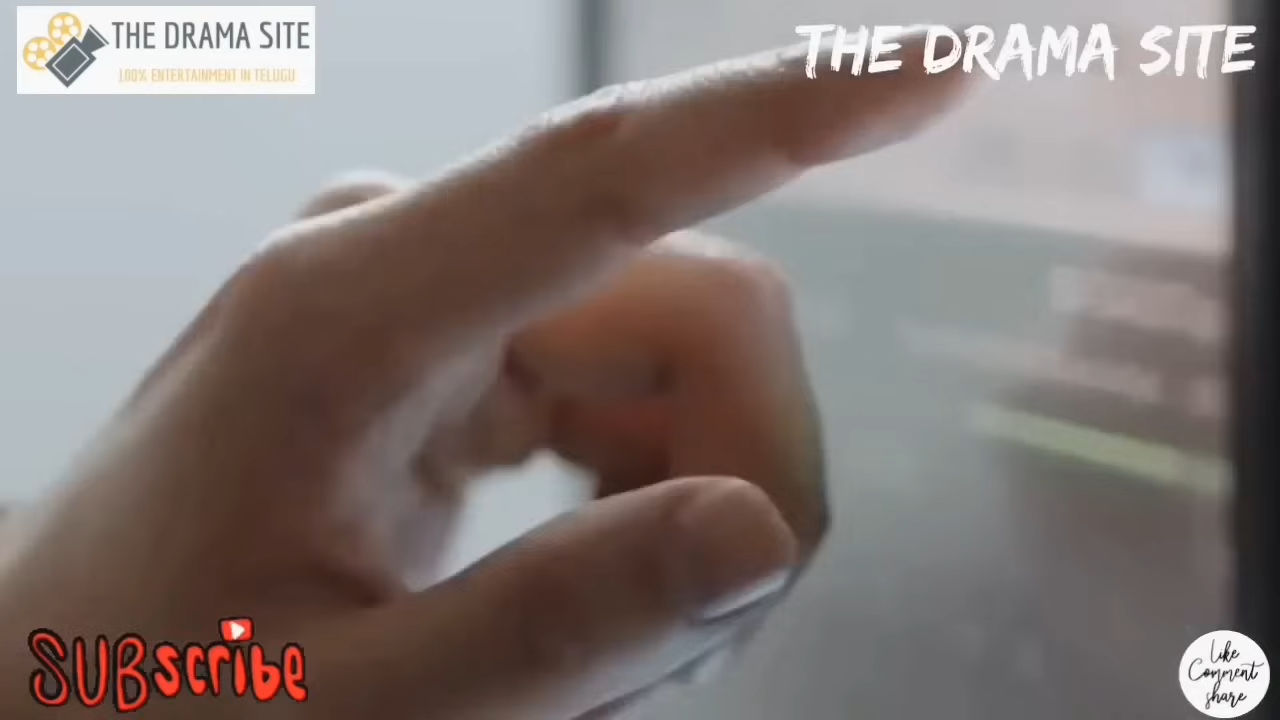 THE DRAMA SITE
100% ENTERTAINMENT IN TELUGU
THE DRAMA SITE
SUBscribe
like
Comment
share